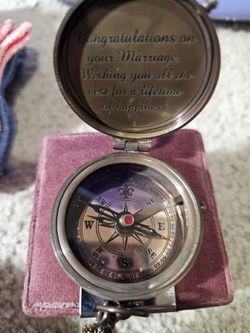 Congratulations on
your Marriage.
Wishing you all the
best for a lifetime
of happiness.
W
E
S